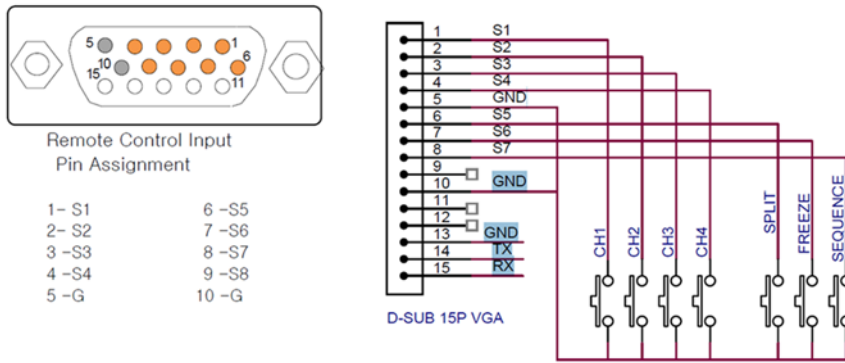 5
1
10
6
15
11
Remote Control Input
Pin Assignment
1- S1 6 -S5
2- S2 7 -S6
3 -S3 8 -S7
4 -S4 9 -S8
5 -G 10 -G
1 S1
2 S2
3 S3
4 S4
5 GND
6 S5
7 S6
8 S7
9
10 GND
11
12
13 GND
14 TX
15 RX
D-SUB 15P VGA
CH1
CH2
CH3
CH4
SPLIT
FREEZE
SEQUENCE